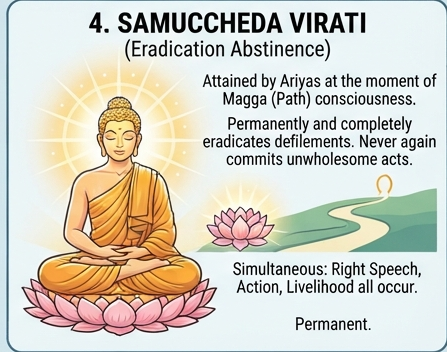 4. SAMUCCHEDA VIRATI
(Eradication Abstinence)
Attained by Ariyas at the moment of
Magga (Path) consciousness.
Permanently and completely
eradicates defilements. Never again
commits unwholesome acts.
Simultaneous: Right Speech,
Action, Livelihood all occur.
Permanent.